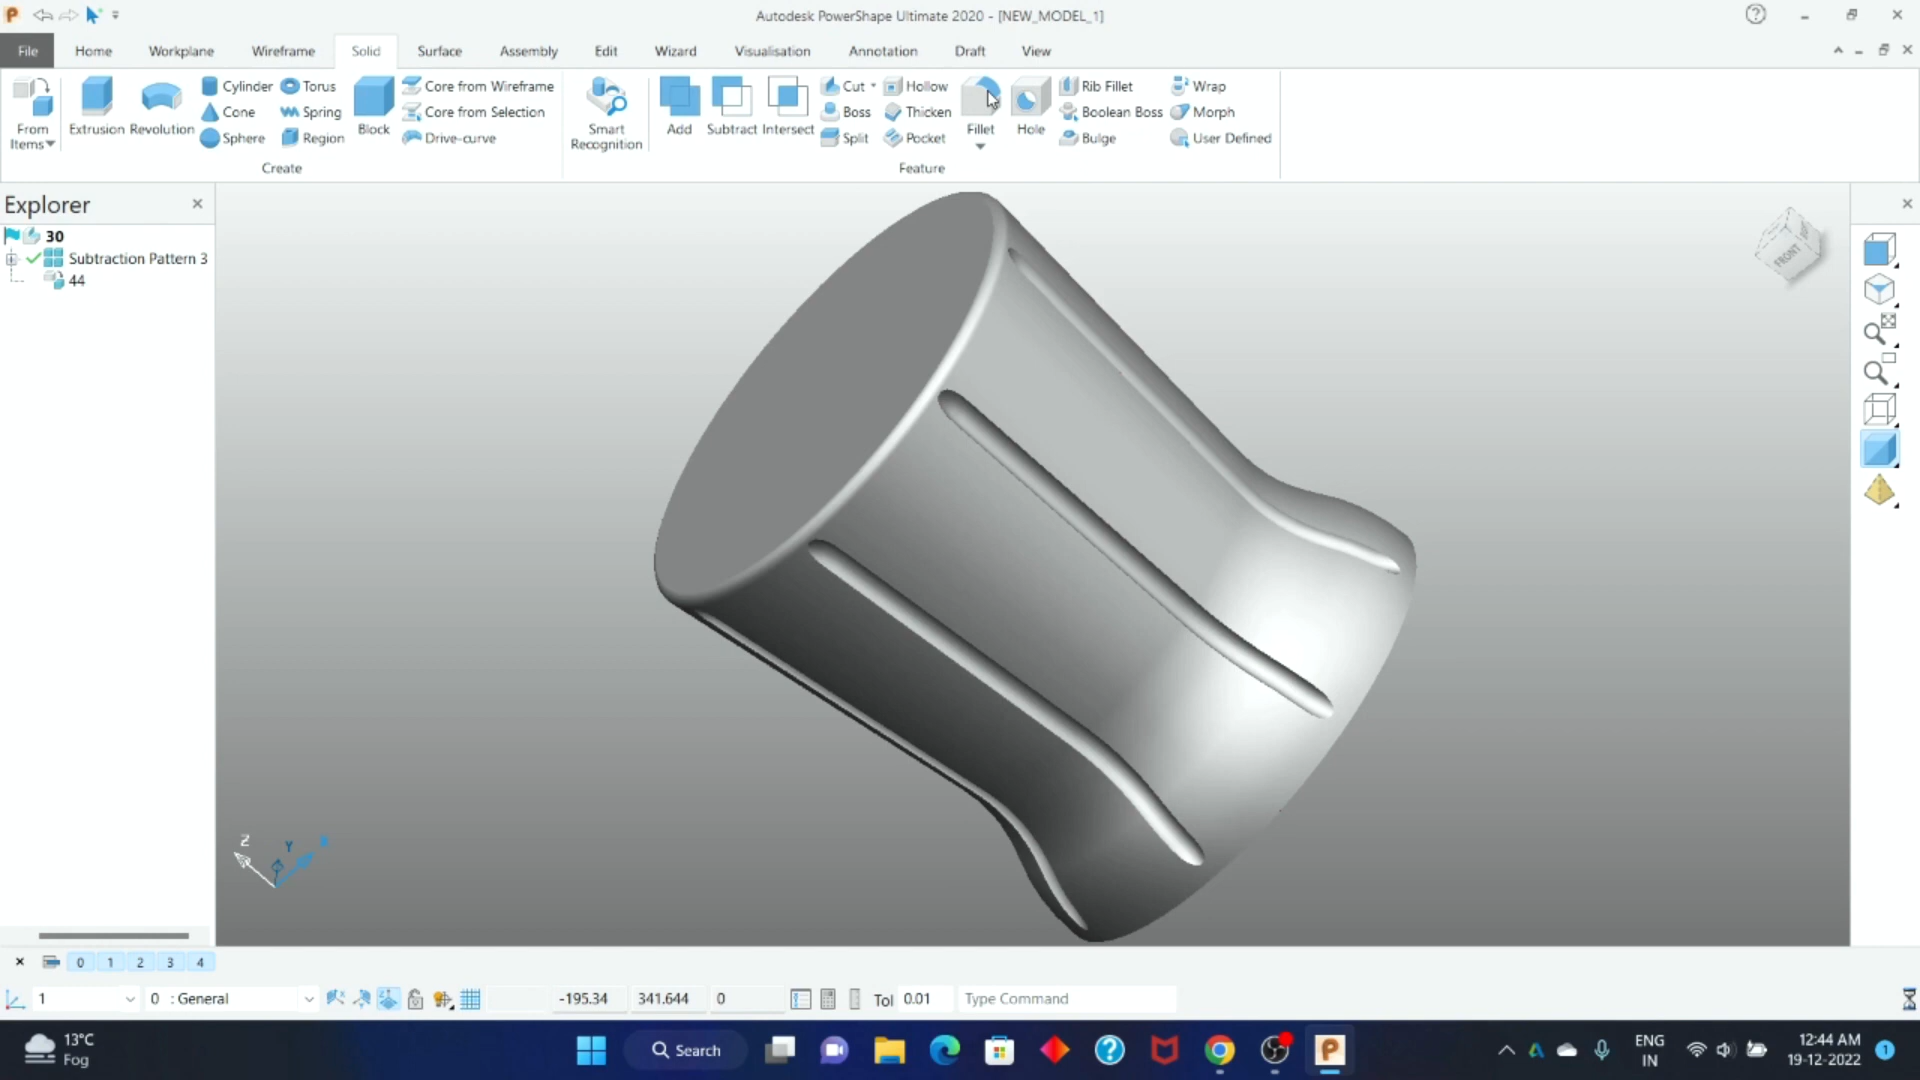 Autodesk PowerShape Ultimate 2020 - [NEW_MODEL_1]
File Home Workplane Wireframe Solid Surface Assembly Edit Wizard Visualisation Annotation Draft View
From Items
Extrusion
Revolution
Cylinder
Cone
Sphere
Torus
Spring
Region
Block
Core from Wireframe
Core from Selection
Drive-curve
Create
Smart Recognition
Add
Subtract
Intersect
Cut
Boss
Split
Hollow
Thicken
Pocket
Fillet
Hole
Rib Fillet
Boolean Boss
Bulge
Wrap
Morph
User Defined
Feature
Explorer
30
Subtraction Pattern 3
44
FRONT
Z
Y
0 1 2 3 4
1 0 : General -195.34 341.644 0 Tol 0.01 Type Command
13°C
Fog
Search
ENG
IN
12:44 AM
19-12-2022
1